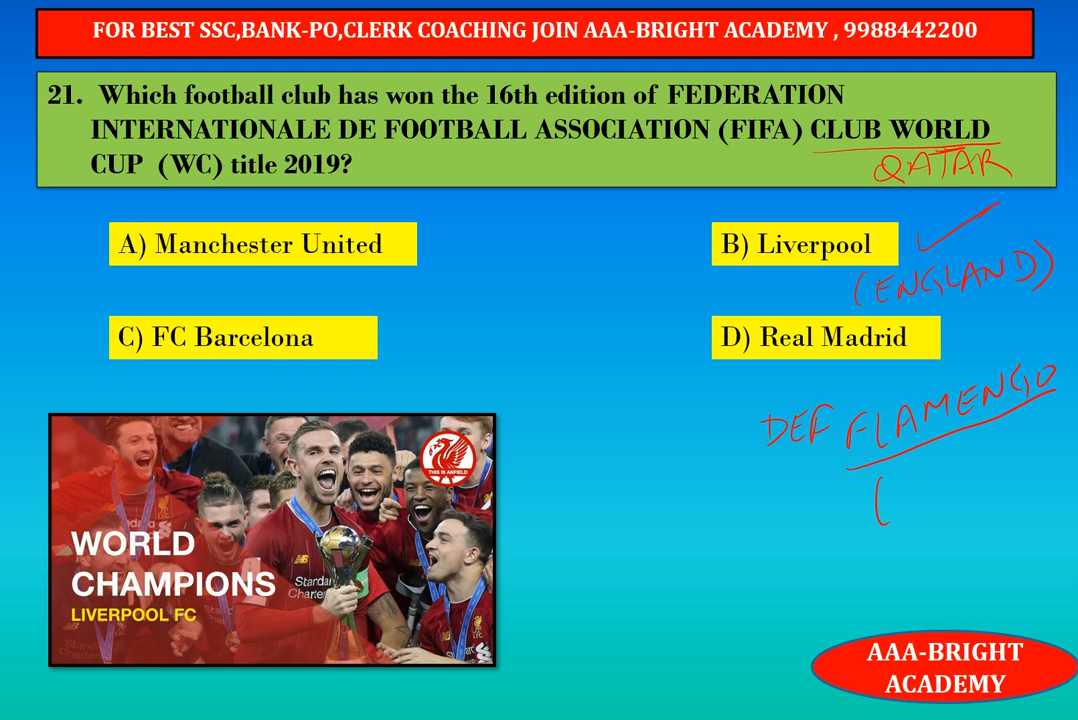 FOR BEST SSC,BANK-PO,CLERK COACHING JOIN AAA-BRIGHT ACADEMY , 9988442200
21. Which football club has won the 16th edition of FEDERATION
INTERNATIONALE DE FOOTBALL ASSOCIATION (FIFA) CLUB WORLD
CUP (WC) title 2019?
QATAR
A) Manchester United
B) Liverpool
(ENGLAND)
C) FC Barcelona
D) Real Madrid
DEF FLAMENGO
(
THIS IS ANFIELD
WORLD
CHAMPIONS
LIVERPOOL FC
Standar
Charte
AAA-BRIGHT
ACADEMY